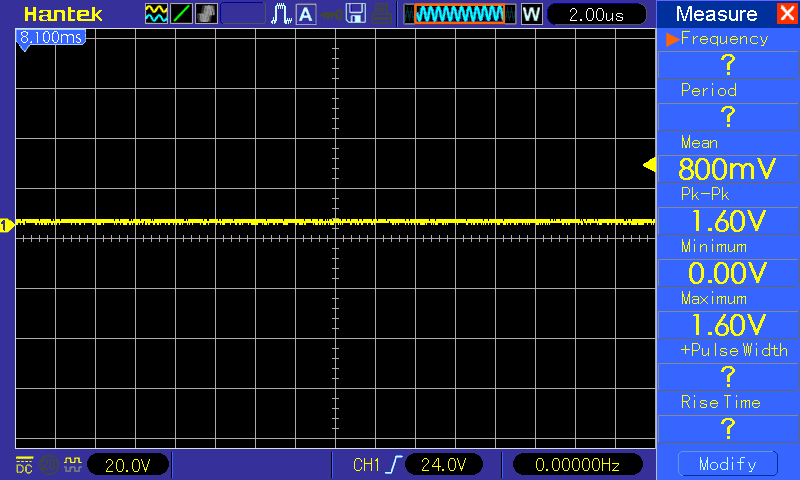 Hantek
A
W
2.00us
Measure
8.100ms
Frequency
?
Period
?
Mean
800mV
Pk-Pk
1.60V
Minimum
0.00V
Maximum
1.60V
+Pulse Width
?
Rise Time
?
1
DC
20.0V
CH1
24.0V
0.00000Hz
Modify